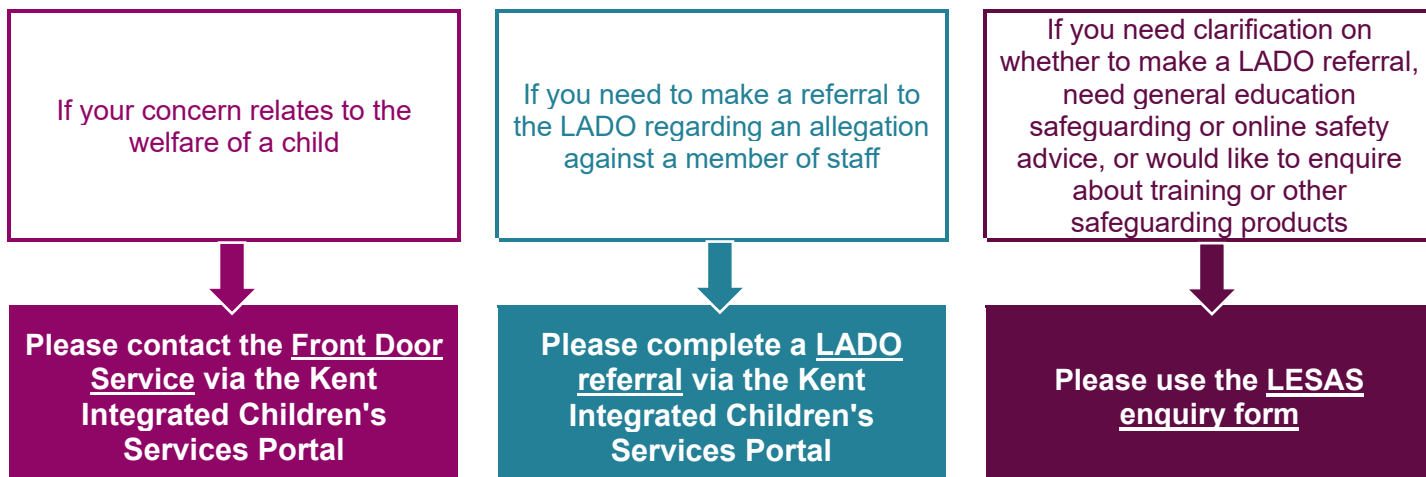 If your concern relates to the
welfare of a child
If you need to make a referral to
the LADO regarding an allegation
against a member of staff
If you need clarification on
whether to make a LADO referral,
need general education
safeguarding or online safety
advice, or would like to enquire
about training or other
safeguarding products
Please contact the Front Door
Service via the Kent
Integrated Children's
Services Portal
Please complete a LADO
referral via the Kent
Integrated Children's
Services Portal
Please use the LESAS
enquiry form